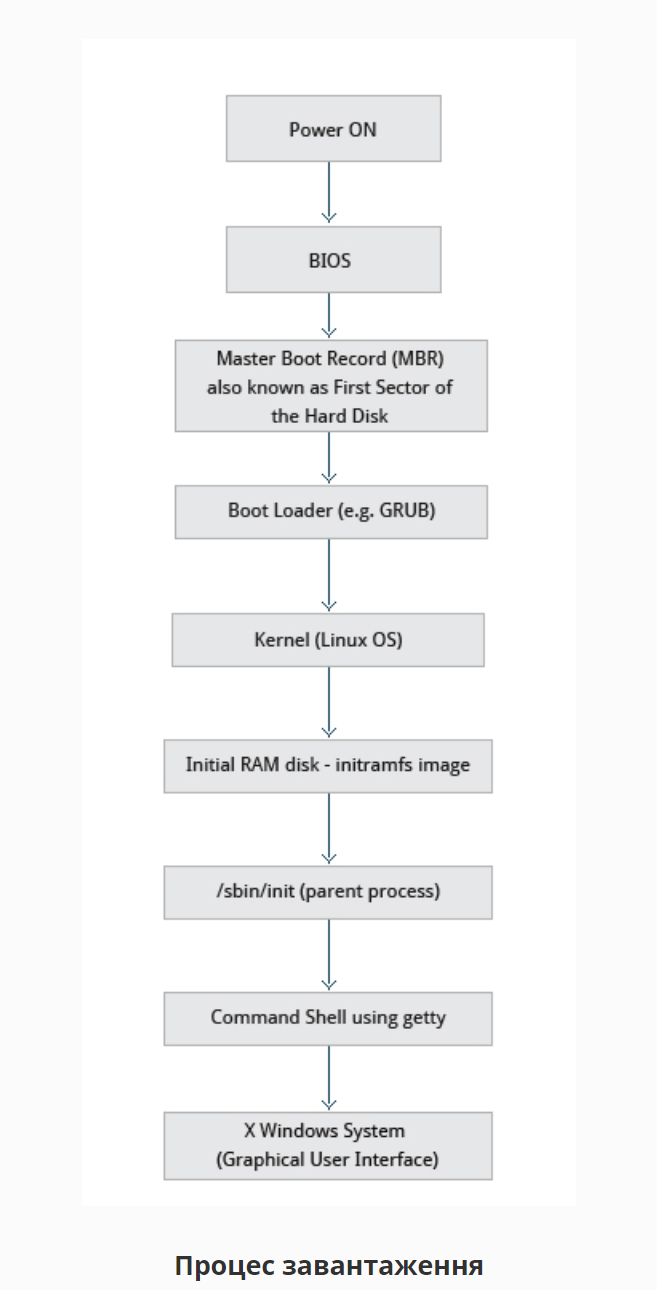 Power ON
BIOS
Master Boot Record (MBR)
also known as First Sector of
the Hard Disk
Boot Loader (e.g. GRUB)
Kernel (Linux OS)
Initial RAM disk - initramfs image
/sbin/init (parent process)
Command Shell using getty
X Windows System
(Graphical User Interface)
Процес завантаження